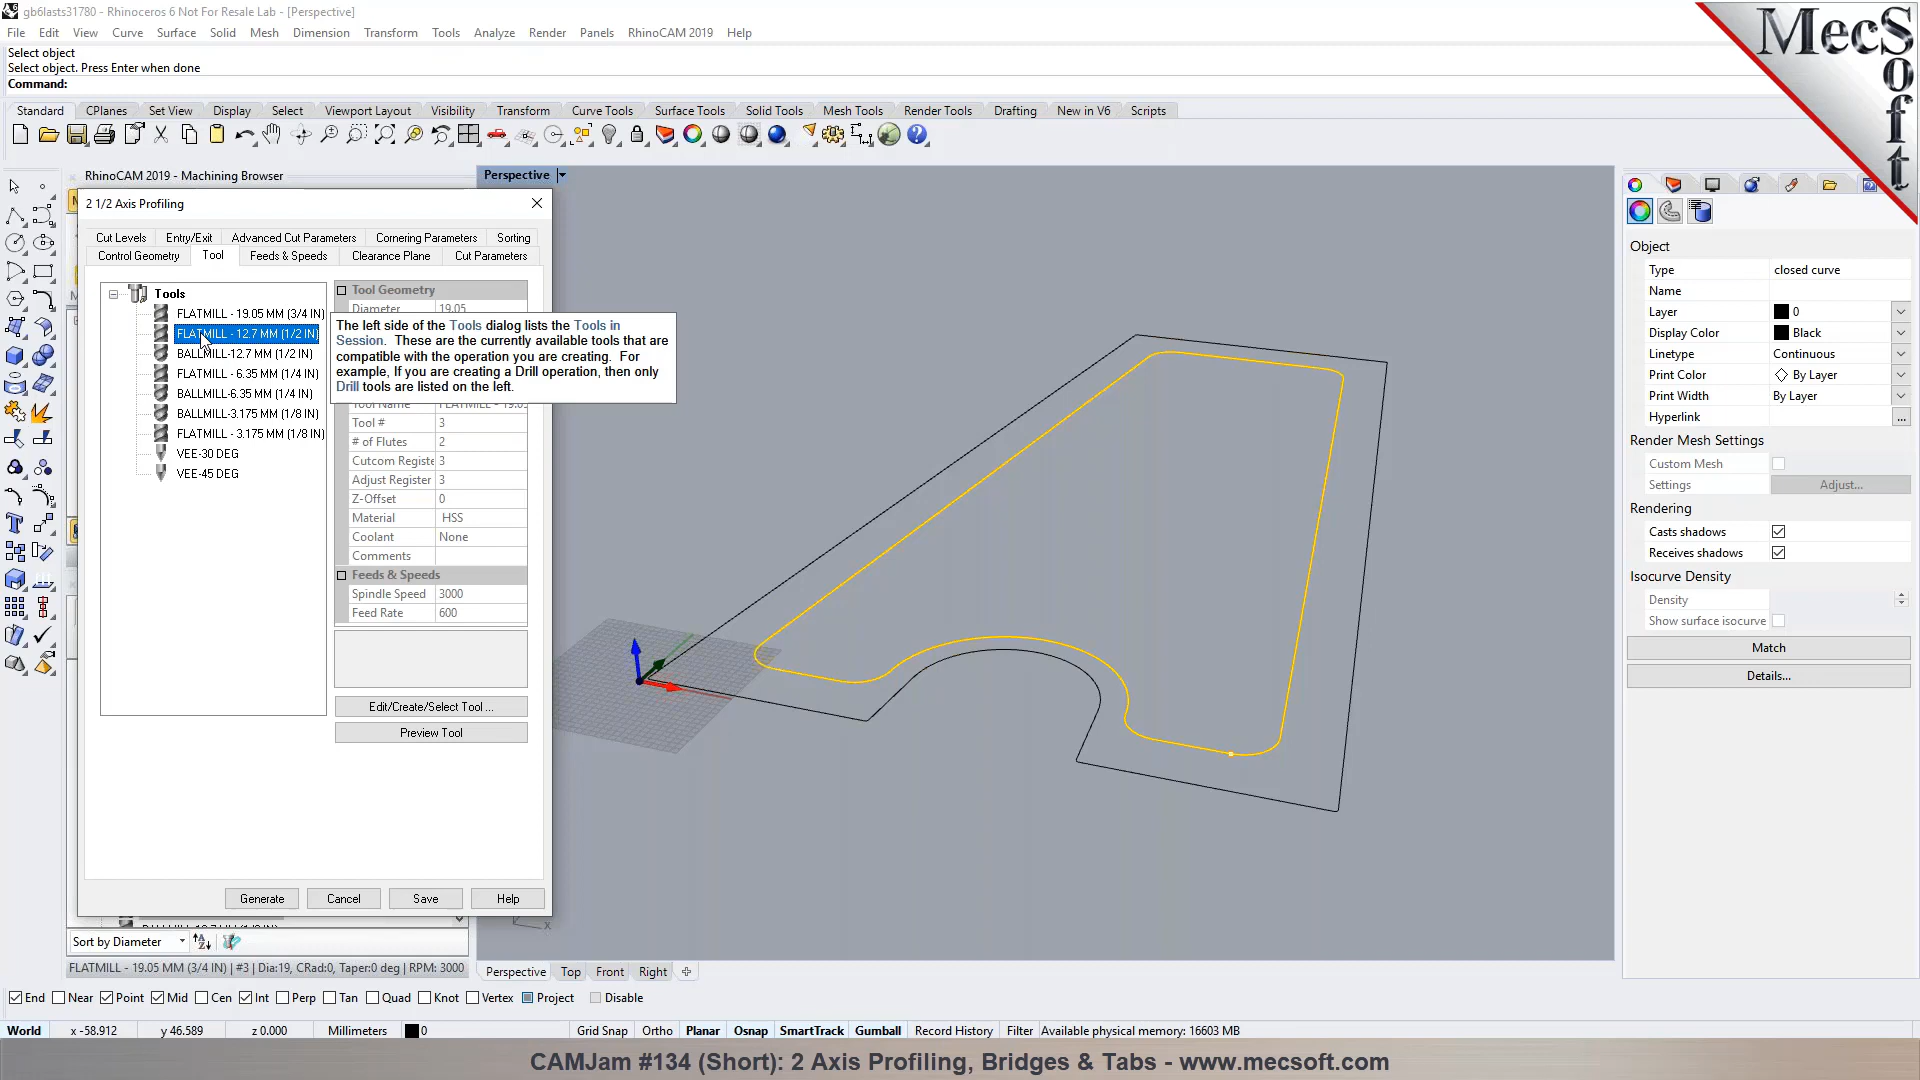 gb6lasts31780 - Rhinoceros 6 Not For Resale Lab - [Perspective]
File Edit View Curve Surface Solid Mesh Dimension Transform Tools Analyze Render Panels RhinoCAM 2019 Help
Select object
Select object. Press Enter when done
Command:
Standard CPlanes Set View Display Select Viewport Layout Visibility Transform Curve Tools Surface Tools Solid Tools Mesh Tools Render Tools Drafting New in V6 Scripts
MecSoft
RhinoCAM 2019 - Machining Browser
Perspective
2 1/2 Axis Profiling
Cut Levels Entry/Exit Advanced Cut Parameters Cornering Parameters Sorting
Control Geometry Tool Feeds & Speeds Clearance Plane Cut Parameters
Tools
FLATMILL - 19.05 MM (3/4 IN)
FLATMILL - 12.7 MM (1/2 IN)
BALLMILL-12.7 MM (1/2 IN)
FLATMILL - 6.35 MM (1/4 IN)
BALLMILL-6.35 MM (1/4 IN)
BALLMILL-3.175 MM (1/8 IN)
FLATMILL - 3.175 MM (1/8 IN)
VEE-30 DEG
VEE-45 DEG
Tool Geometry
Diameter 19.05
The left side of the Tools dialog lists the Tools in
Session. These are the currently available tools that are
compatible with the operation you are creating. For
example, If you are creating a Drill operation, then only
Drill tools are listed on the left.
Tool Name FLATMILL - 19.0
Tool # 3
# of Flutes 2
Cutcom Registe 3
Adjust Register 3
Z-Offset 0
Material HSS
Coolant None
Comments
Feeds & Speeds
Spindle Speed 3000
Feed Rate 600
Edit/Create/Select Tool ...
Preview Tool
Generate Cancel Save Help
Sort by Diameter
FLATMILL - 19.05 MM (3/4 IN) | #3 | Dia:19, CRad:0, Taper:0 deg | RPM: 3000
x
Perspective Top Front Right
Object
Type closed curve
Name
Layer 0
Display Color Black
Linetype Continuous
Print Color By Layer
Print Width By Layer
Hyperlink ...
Render Mesh Settings
Custom Mesh
Settings Adjust...
Rendering
Casts shadows
Receives shadows
Isocurve Density
Density
Show surface isocurve
Match
Details...
End Near Point Mid Cen Int Perp Tan Quad Knot Vertex Project Disable
World x -58.912 y 46.589 z 0.000 Millimeters 0 Grid Snap Ortho Planar Osnap SmartTrack Gumball Record History Filter Available physical memory: 16603 MB
CAMJam #134 (Short): 2 Axis Profiling, Bridges & Tabs - www.mecsoft.com